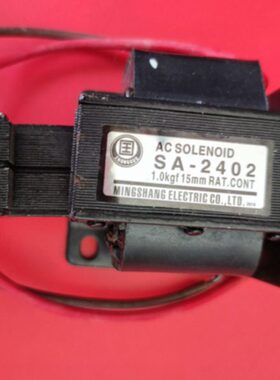 AC SOLENOID
SA-2402
1.0kgf 15mm RAT.CONT
MINGSHANG ELECTRIC CO.,LTD.